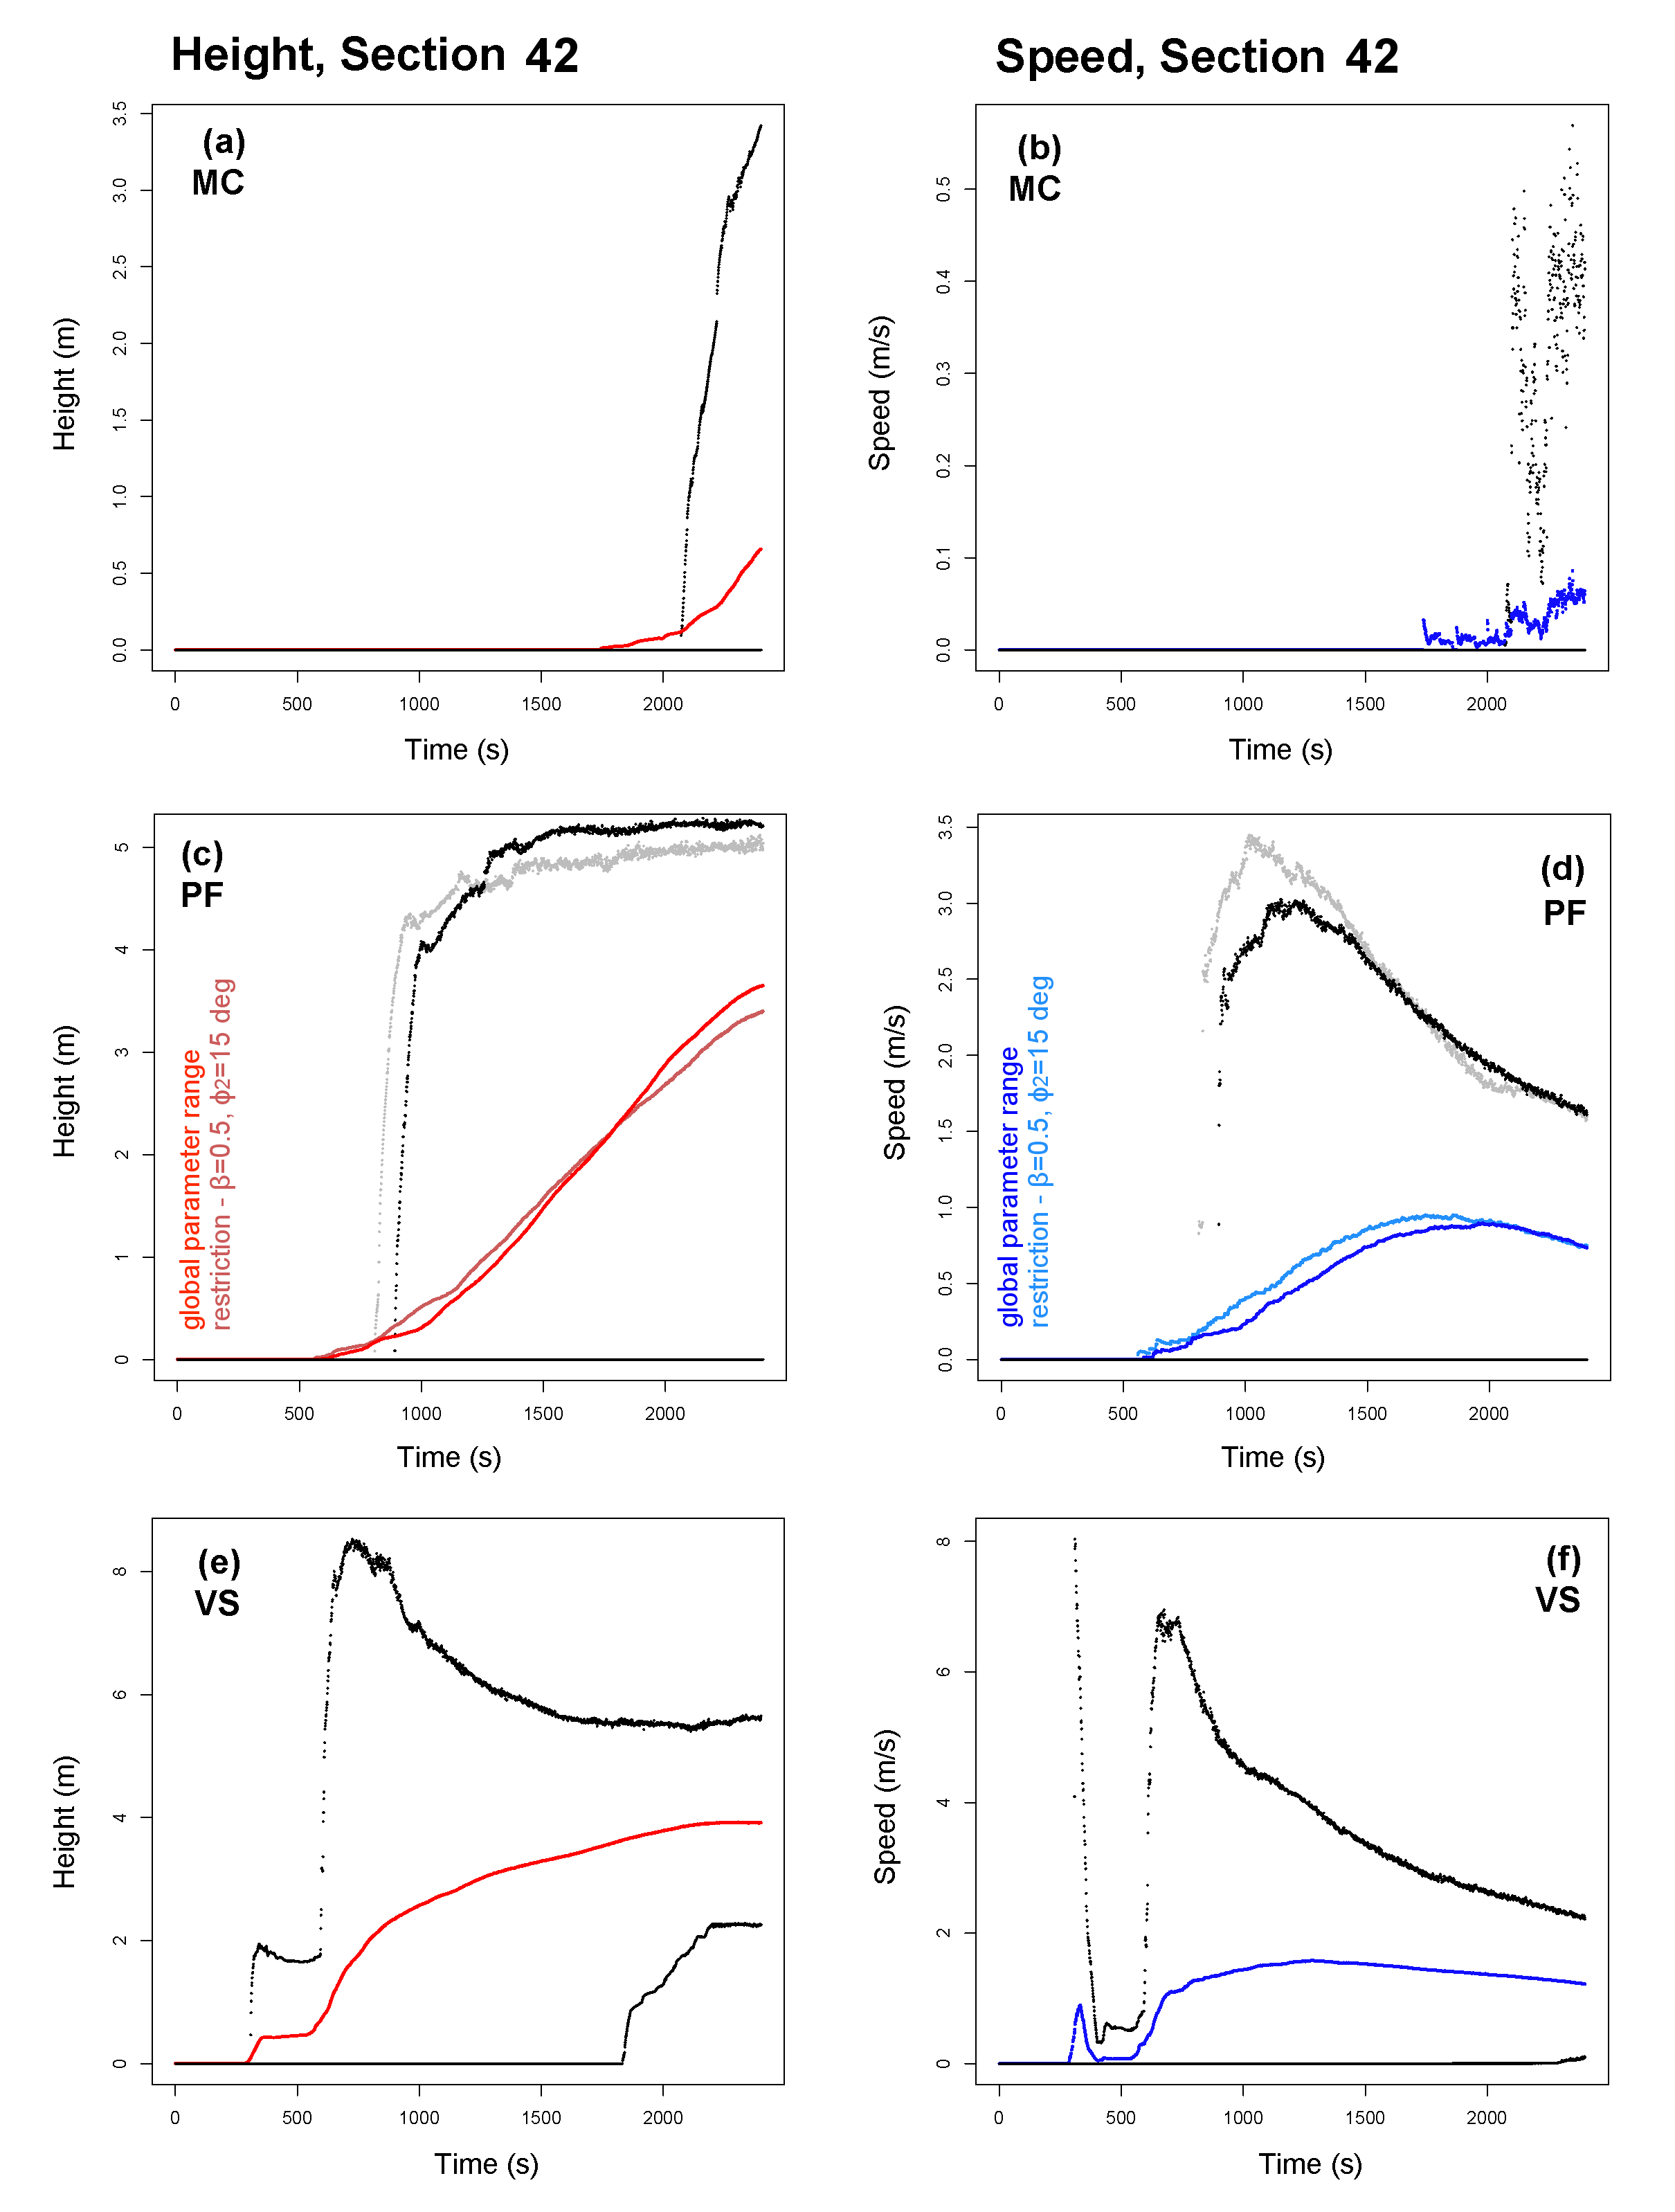 Height, Section 42
Speed, Section 42
(a)
MC
Height (m)
0.0 0.5 1.0 1.5 2.0 2.5 3.0 3.5
0 500 1000 1500 2000
Time (s)
(b)
MC
Speed (m/s)
0.0 0.1 0.2 0.3 0.4 0.5
0 500 1000 1500 2000
Time (s)
(c)
PF
Height (m)
0 1 2 3 4 5
global parameter range
restriction - β=0.5, ϕ2=15 deg
0 500 1000 1500 2000
Time (s)
(d)
PF
Speed (m/s)
0.0 0.5 1.0 1.5 2.0 2.5 3.0 3.5
global parameter range
restriction - β=0.5, ϕ2=15 deg
0 500 1000 1500 2000
Time (s)
(e)
VS
Height (m)
0 2 4 6 8
0 500 1000 1500 2000
Time (s)
(f)
VS
Speed (m/s)
0 2 4 6 8
0 500 1000 1500 2000
Time (s)